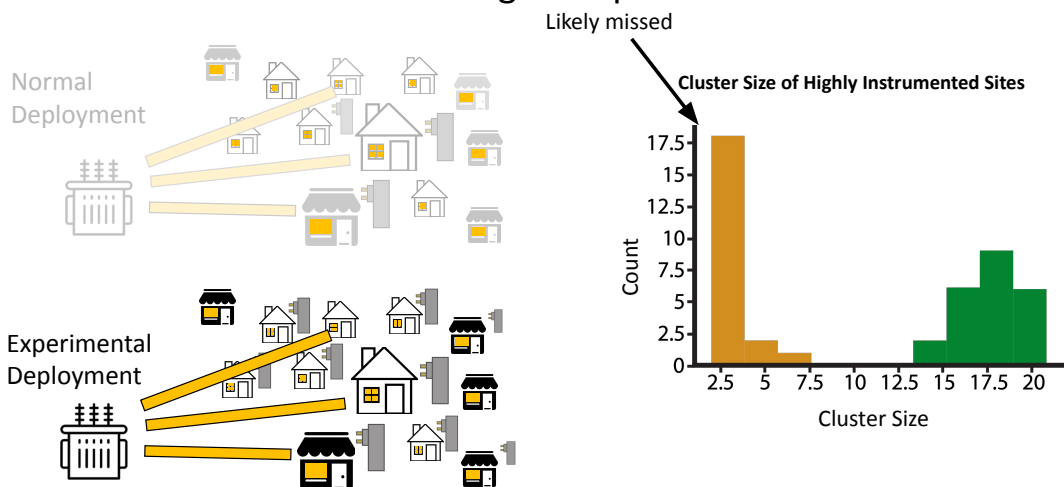 Likely missed
Normal
Deployment
Cluster Size of Highly Instrumented Sites
17.5
15
12.5
10
7.5
5
2.5
0
Count
2.5 5 7.5 10 12.5 15 17.5 20
Cluster Size
Experimental
Deployment